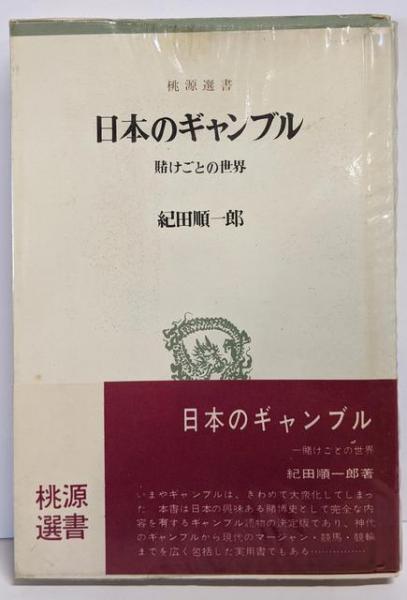 桃源選書
日本のギャンブル
賭けごとの世界
紀田順一郎
日本のギャンブル
―賭けごとの世界
紀田順一郎著
桃源
選書
いまやギャンブルは、きわめて大衆化してしまっ
た 本書は日本の興味ある賭博史として完全な内
容を有するギャンブル読物の決定版であり、神代
のギャンブルから現代のマージャン・競馬・競輪
までを広く包括した実用書でもある……………